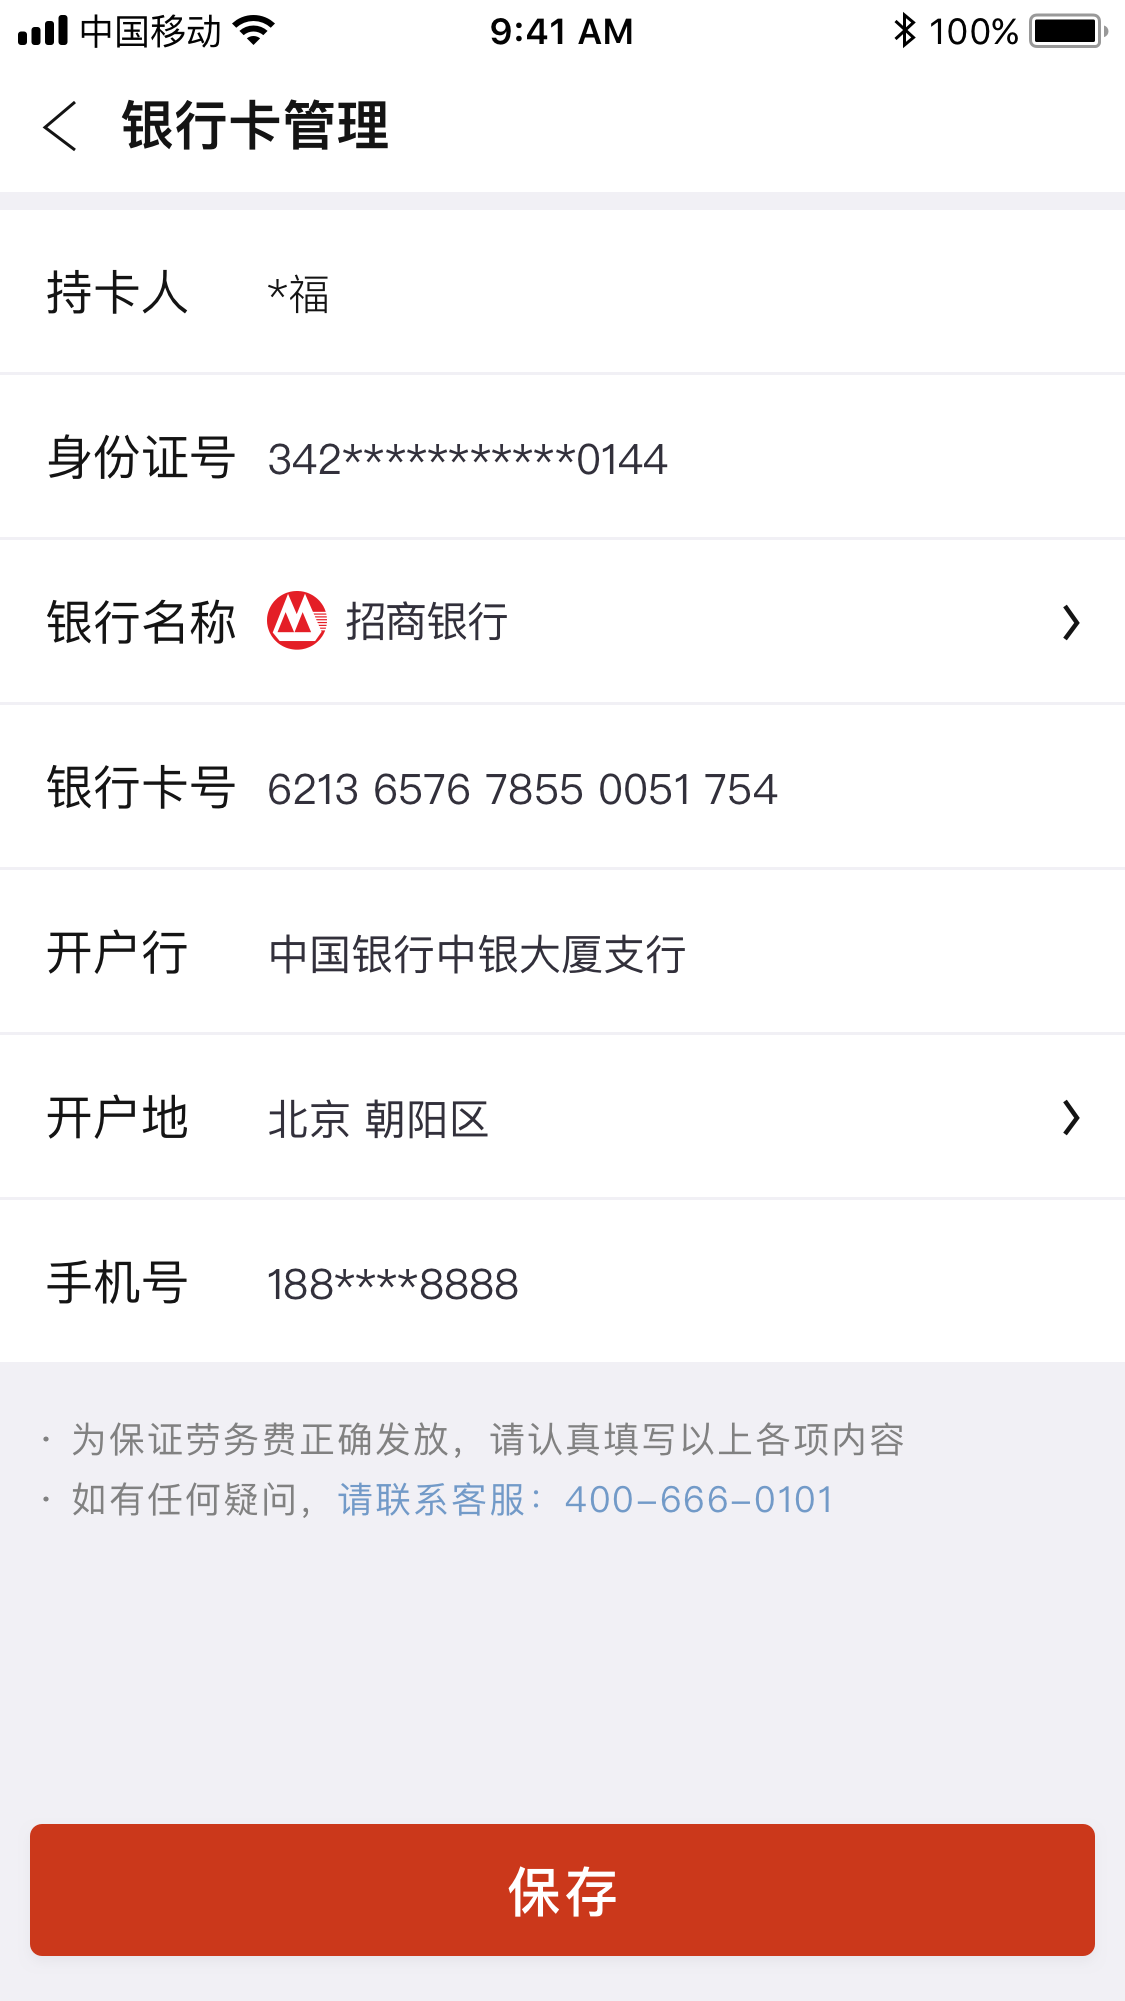 中国移动 9:41 AM 100%
银行卡管理
持卡人 *福
身份证号 342***********0144
银行名称 招商银行
银行卡号 6213 6576 7855 0051 754
开户行 中国银行中银大厦支行
开户地 北京 朝阳区
手机号 188****8888
· 为保证劳务费正确发放，请认真填写以上各项内容
· 如有任何疑问，请联系客服：400-666-0101
保存